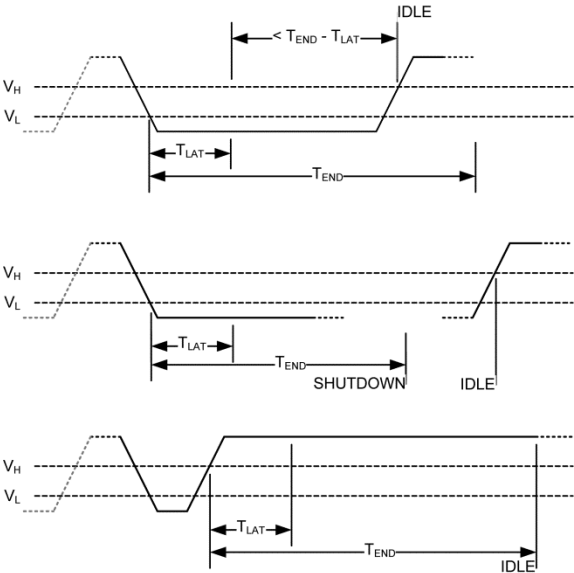 IDLE
< TEND - TLAT
VH
VL
TLAT
TEND
VH
VL
TLAT
TEND
SHUTDOWN
IDLE
VH
VL
TLAT
TEND
IDLE